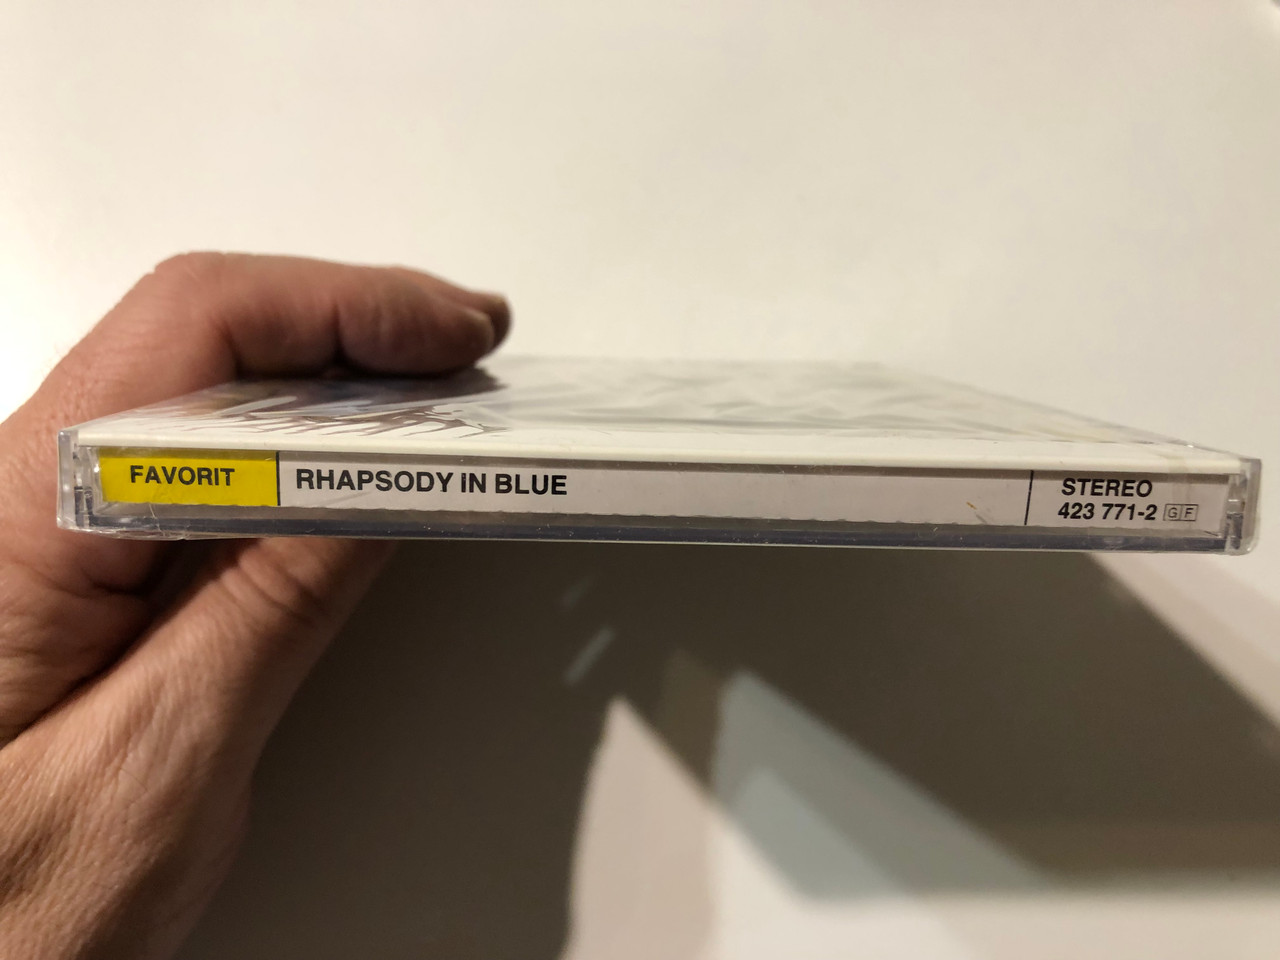 FAVORIT
RHAPSODY IN BLUE
STEREO
423 771-2 GF